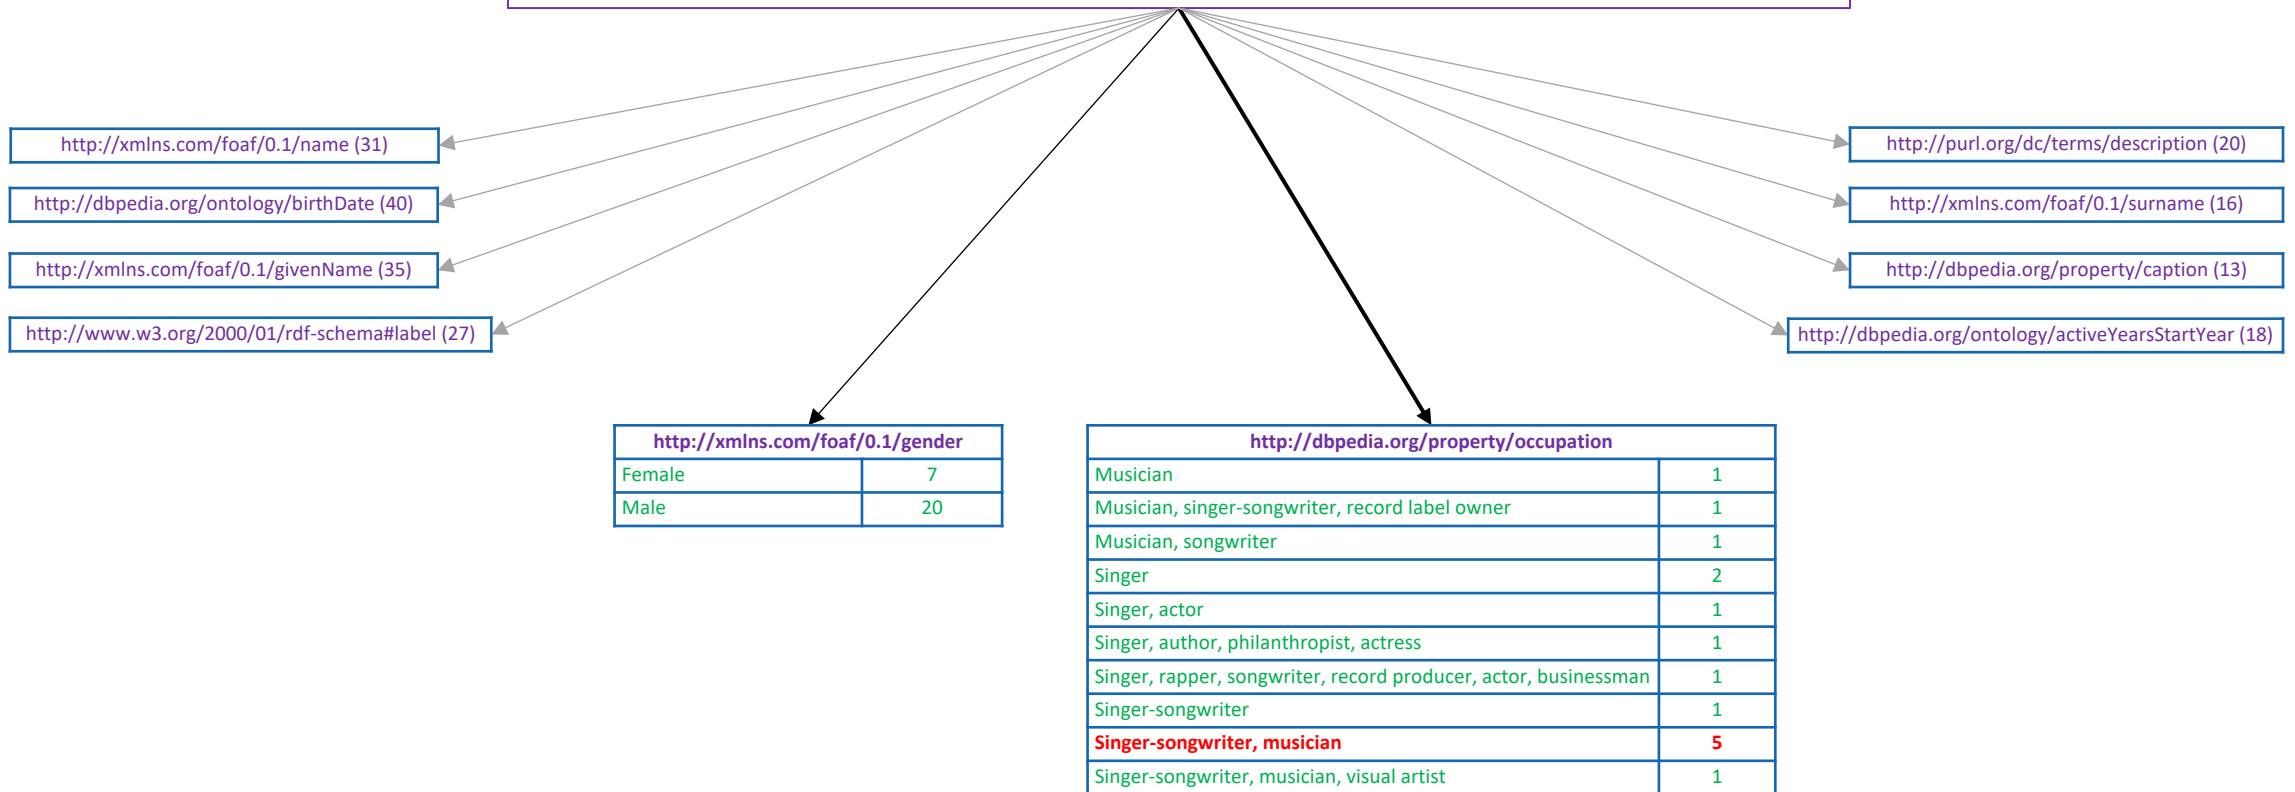 http://xmlns.com/foaf/0.1/name (31)
http://dbpedia.org/ontology/birthDate (40)
http://xmlns.com/foaf/0.1/givenName (35)
http://www.w3.org/2000/01/rdf-schema#label (27)
http://purl.org/dc/terms/description (20)
http://xmlns.com/foaf/0.1/surname (16)
http://dbpedia.org/property/caption (13)
http://dbpedia.org/ontology/activeYearsStartYear (18)
http://xmlns.com/foaf/0.1/gender
Female 7
Male 20
http://dbpedia.org/property/occupation
Musician 1
Musician, singer-songwriter, record label owner 1
Musician, songwriter 1
Singer 2
Singer, actor 1
Singer, author, philanthropist, actress 1
Singer, rapper, songwriter, record producer, actor, businessman 1
Singer-songwriter 1
Singer-songwriter, musician 5
Singer-songwriter, musician, visual artist 1